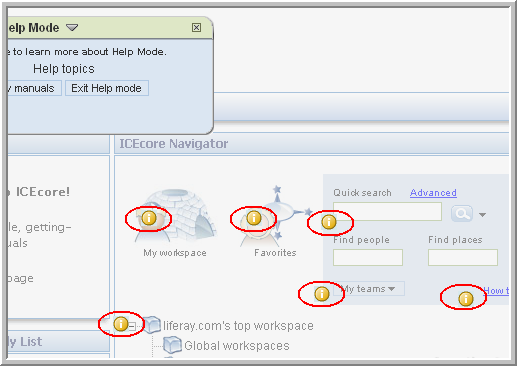 elp Mode
e to learn more about Help Mode.
Help topics
manuals Exit Help mode
ICEcore Navigator
o ICEcore!
Quick search Advanced
le, getting-
uals
page
My workspace
Favorites
Find people Find places
My teams
How t
liferay.com's top workspace
Global workspaces
ly List